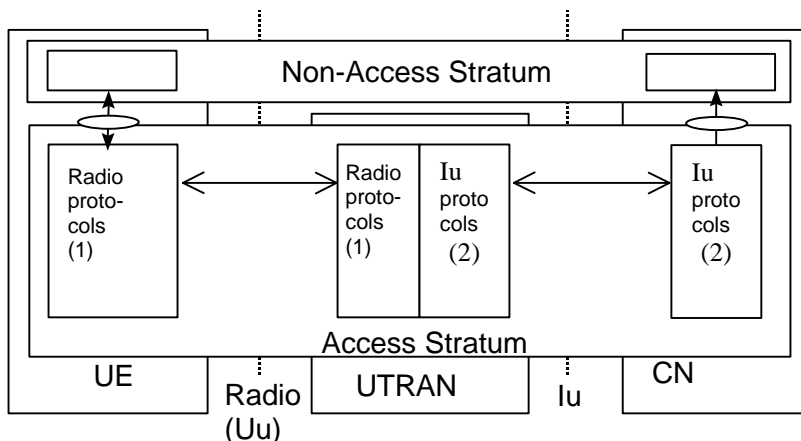 Non-Access Stratum
Radio
proto-
cols
(1)
Radio
proto-
cols
(1)
Iu
proto
cols
(2)
Iu
proto
cols
(2)
Access Stratum
UE
Radio
(Uu)
UTRAN
Iu
CN